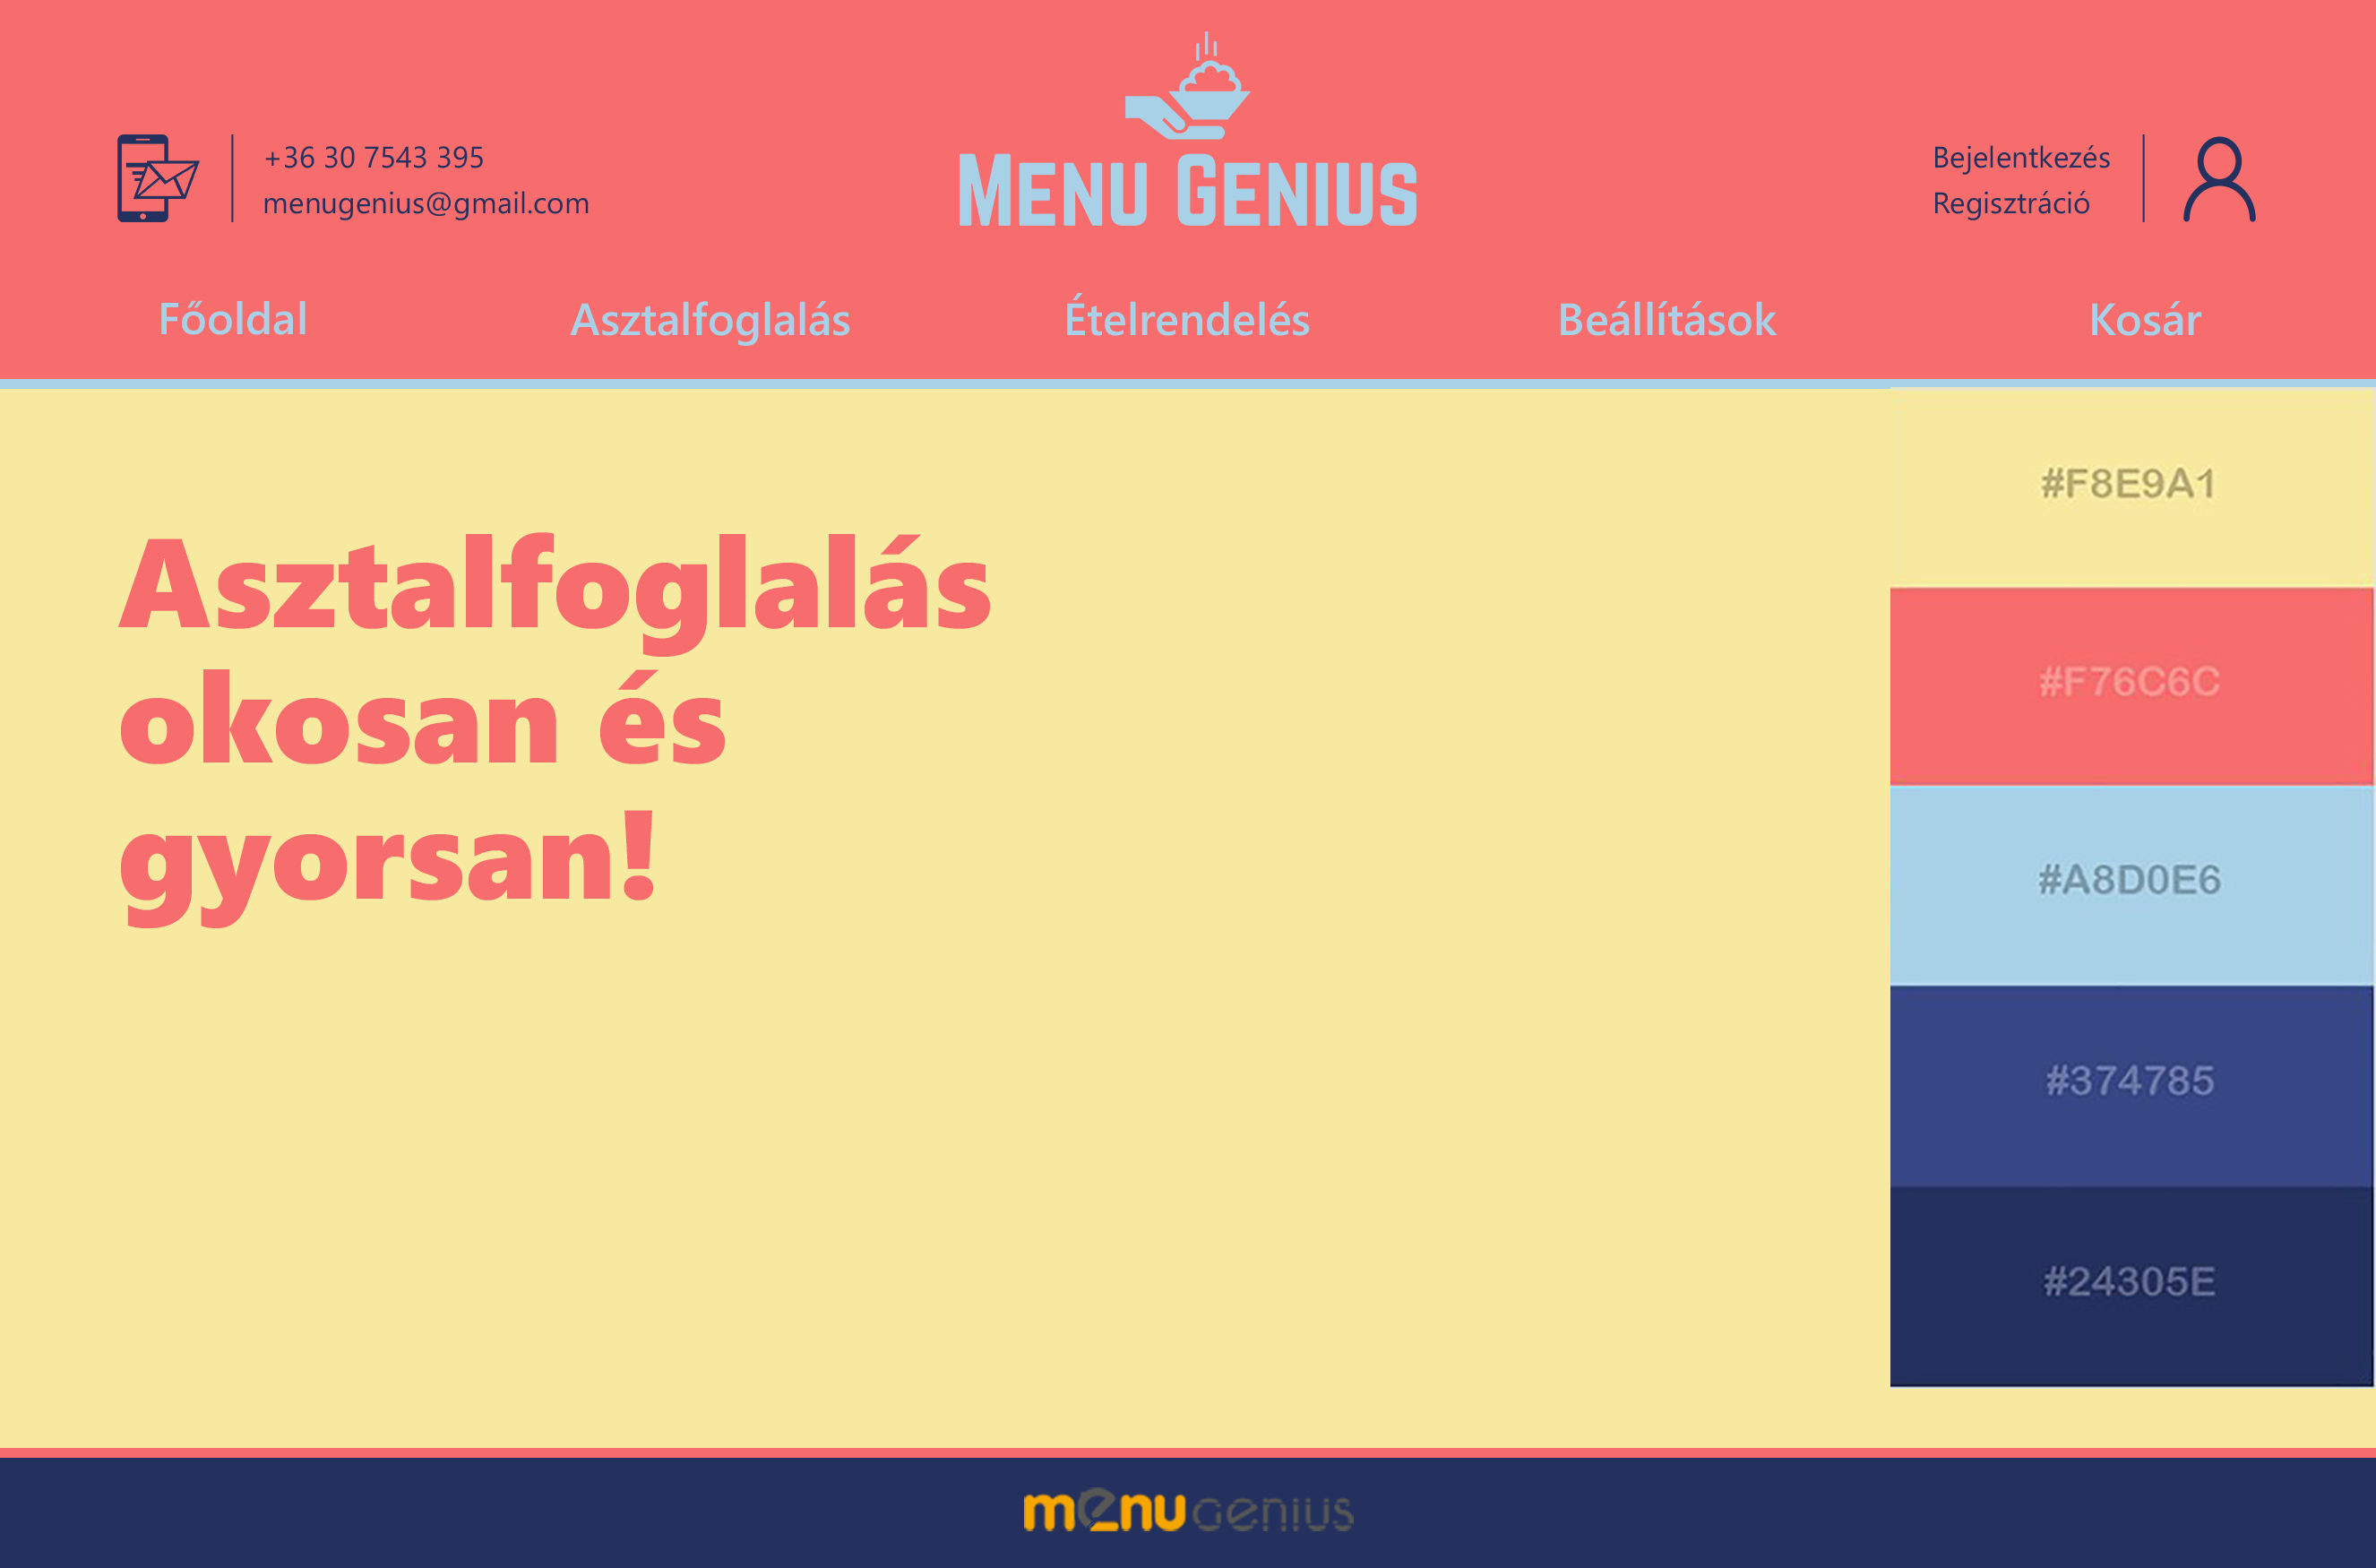 +36 30 7543 395
menugenius@gmail.com
MENU GENIUS
Bejelentkezés
Regisztráció
Főoldal
Asztalfoglalás
Ételrendelés
Beállítások
Kosár
Asztalfoglalás
okosan és
gyorsan!
#F8E9A1
#F76C6C
#A8D0E6
#374785
#24305E
menu genius